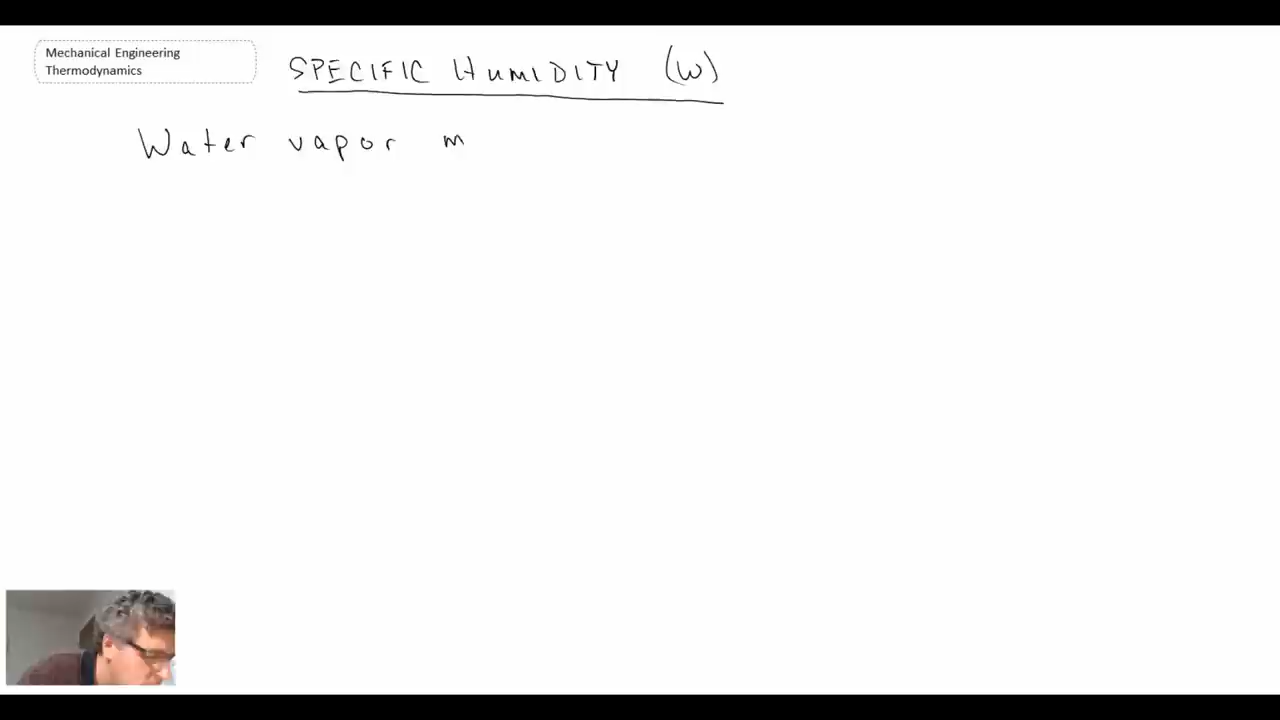 Mechanical Engineering
Thermodynamics
SPECIFIC HUMIDITY (ω)
Water vapor m